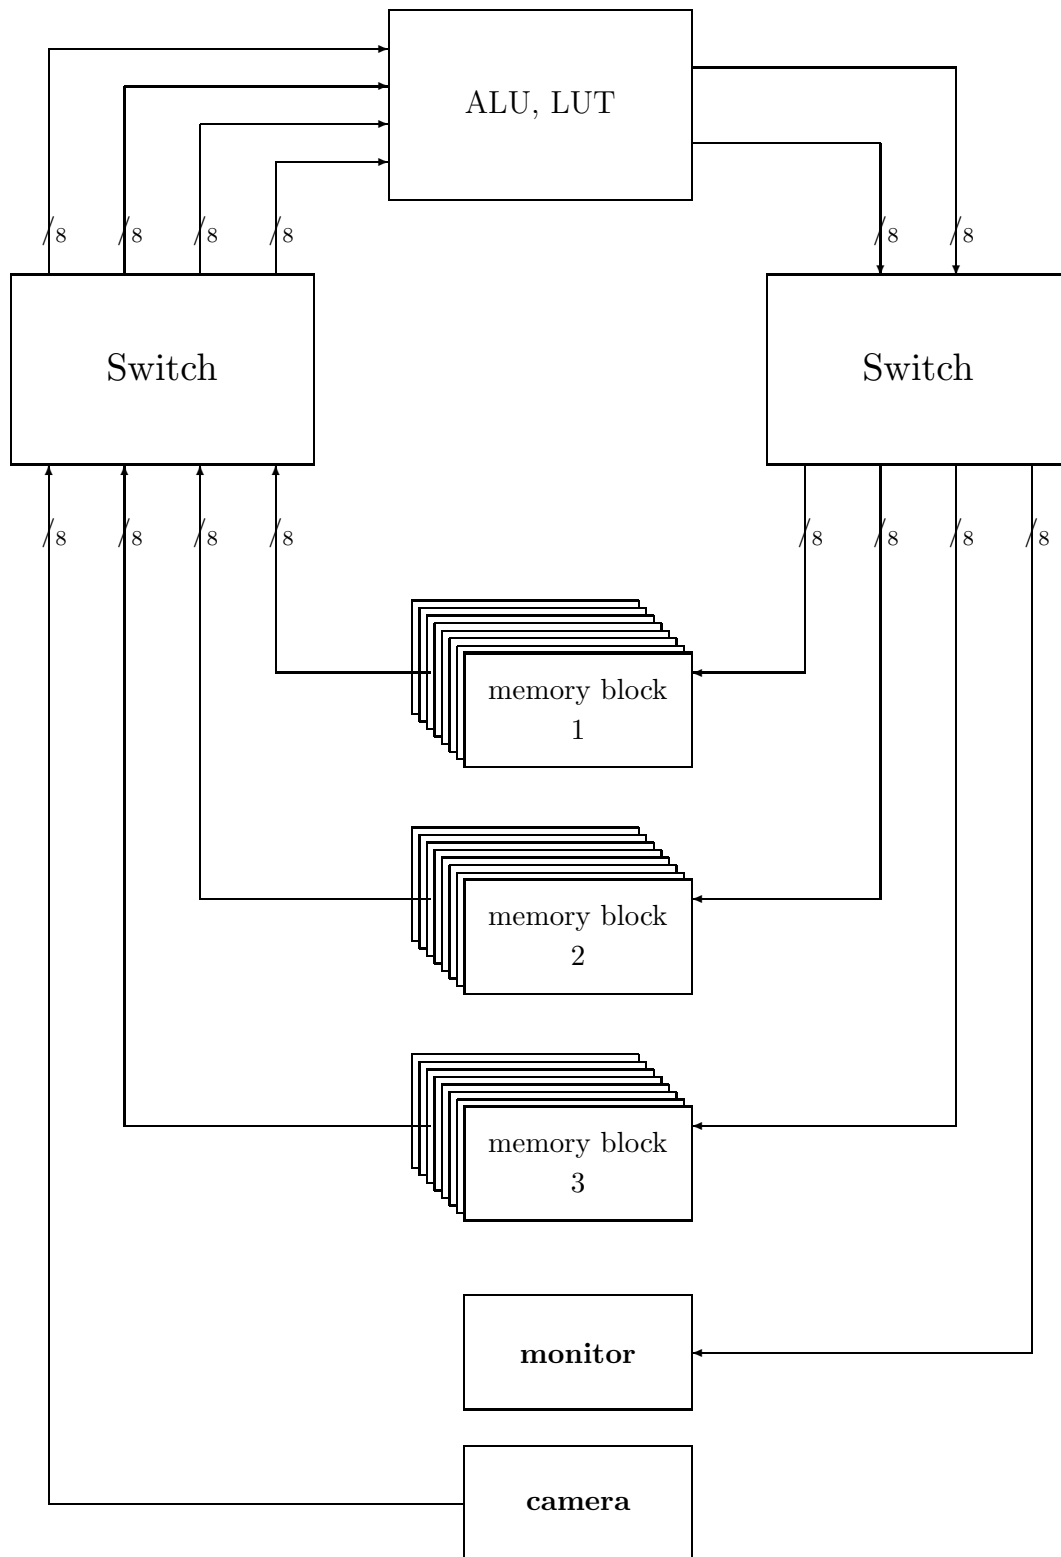 ALU, LUT
8 8 8 8 8 8
Switch Switch
8 8 8 8 8 8 8 8
memory block
1
memory block
2
memory block
3
monitor
camera